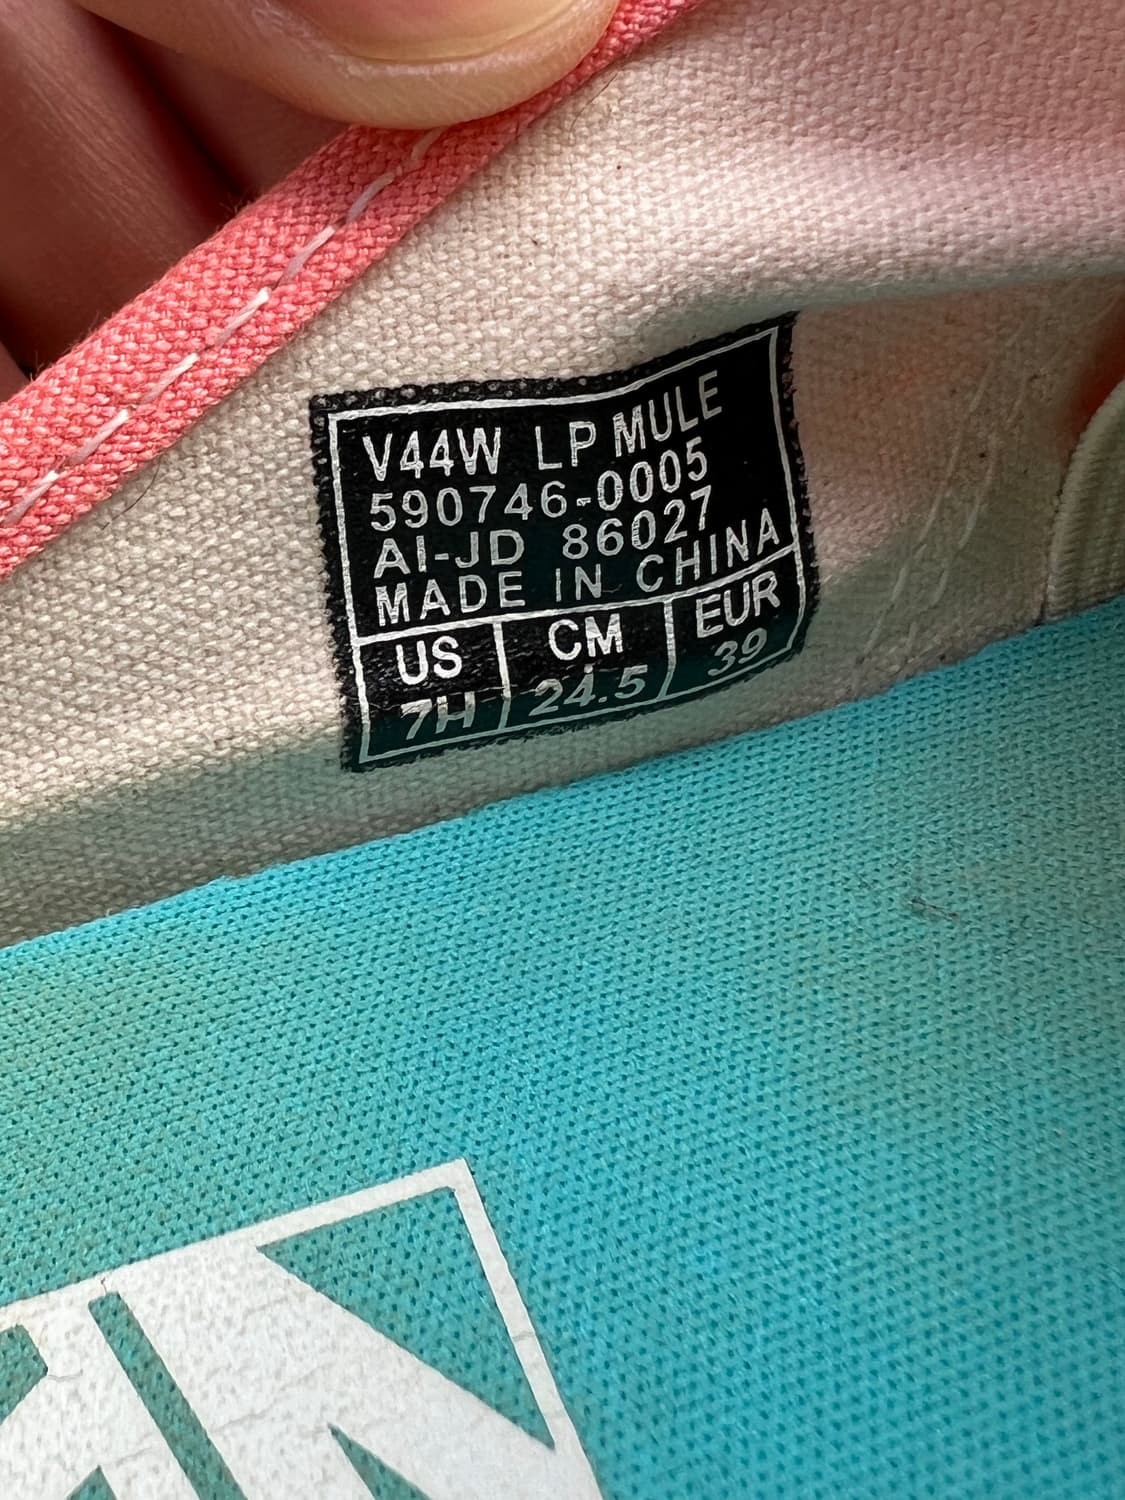 V44W LP MULE
590746-0005
AI-JD 86027
MADE IN CHINA
US CM EUR
7H 24.5 39